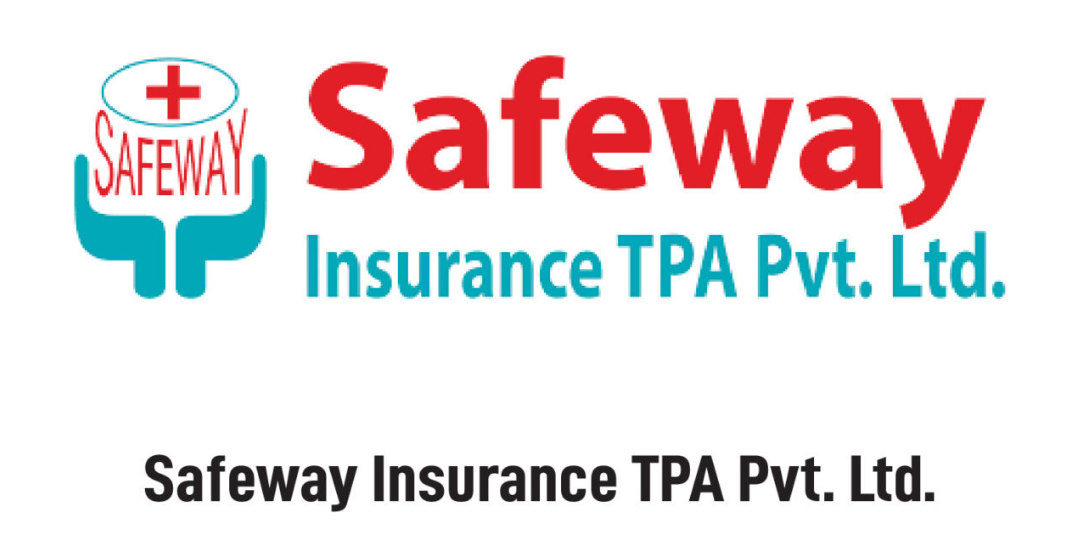 SAFEWAY
Safeway
Insurance TPA Pvt. Ltd.
Safeway Insurance TPA Pvt. Ltd.